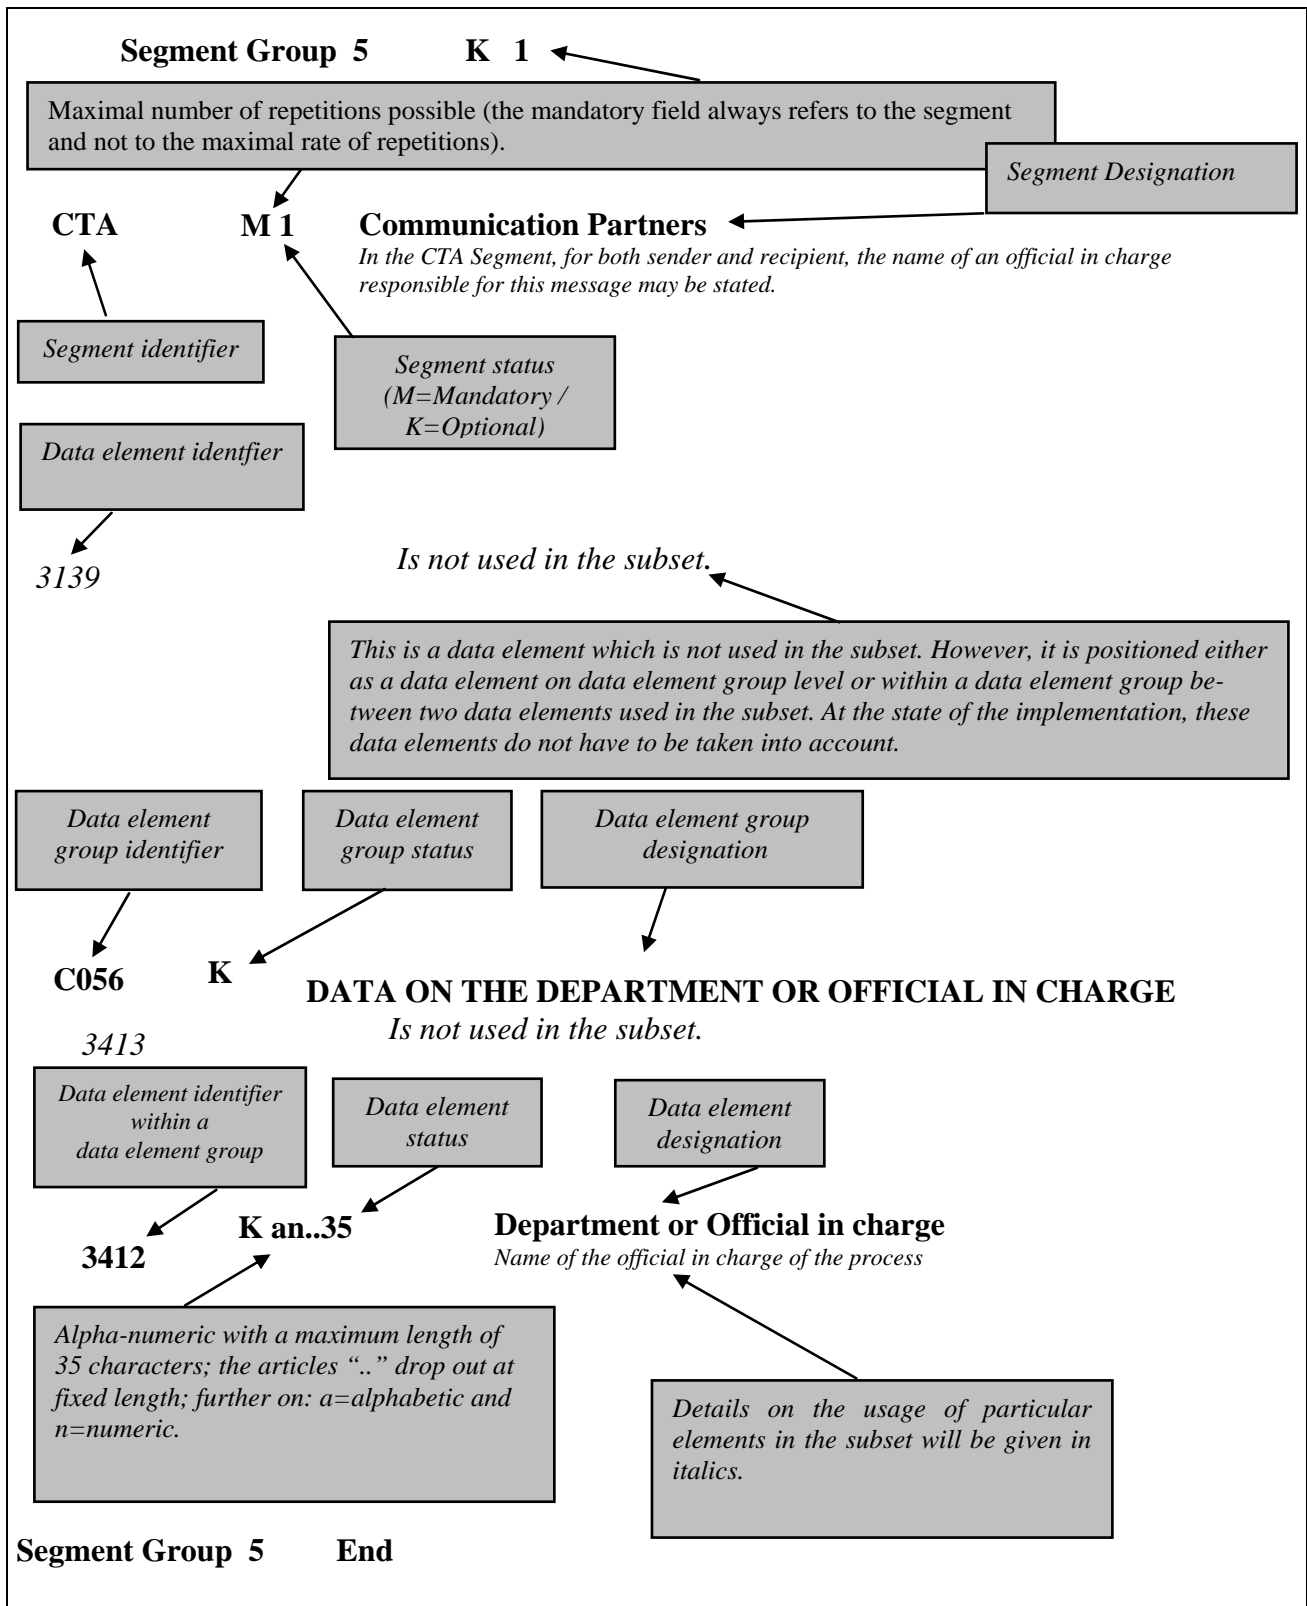 Segment Group 5 K 1
Maximal number of repetitions possible (the mandatory field always refers to the segment
and not to the maximal rate of repetitions).
Segment Designation
CTA M 1 Communication Partners
In the CTA Segment, for both sender and recipient, the name of an official in charge
responsible for this message may be stated.
Segment identifier
Segment status
(M=Mandatory /
K=Optional)
Data element identfier
3139 Is not used in the subset.
This is a data element which is not used in the subset. However, it is positioned either
as a data element on data element group level or within a data element group be-
tween two data elements used in the subset. At the state of the implementation, these
data elements do not have to be taken into account.
Data element
group identifier
Data element
group status
Data element group
designation
C056 K DATA ON THE DEPARTMENT OR OFFICIAL IN CHARGE
3413 Is not used in the subset.
Data element identifier
within a
data element group
Data element
status
Data element
designation
3412 K an..35 Department or Official in charge
Name of the official in charge of the process
Alpha-numeric with a maximum length of
35 characters; the articles “..” drop out at
fixed length; further on: a=alphabetic and
n=numeric.
Details on the usage of particular
elements in the subset will be given in
italics.
Segment Group 5 End